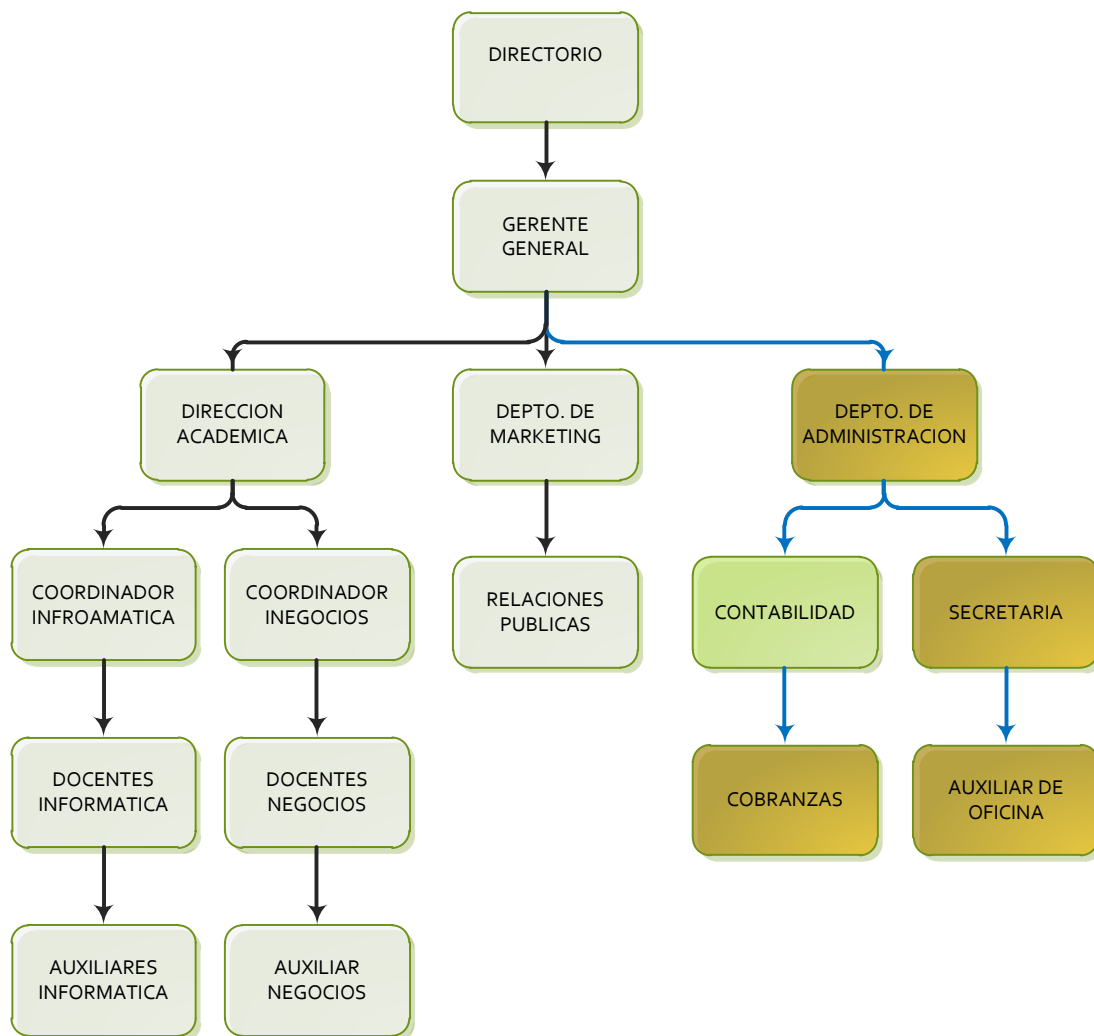 DIRECTORIO
GERENTE
GENERAL
DIRECCION
ACADEMICA
DEPTO. DE
MARKETING
DEPTO. DE
ADMINISTRACION
COORDINADOR
INFROAMATICA
COORDINADOR
INEGOCIOS
RELACIONES
PUBLICAS
CONTABILIDAD
SECRETARIA
DOCENTES
INFORMATICA
DOCENTES
NEGOCIOS
COBRANZAS
AUXILIAR DE
OFICINA
AUXILIARES
INFORMATICA
AUXILIAR
NEGOCIOS